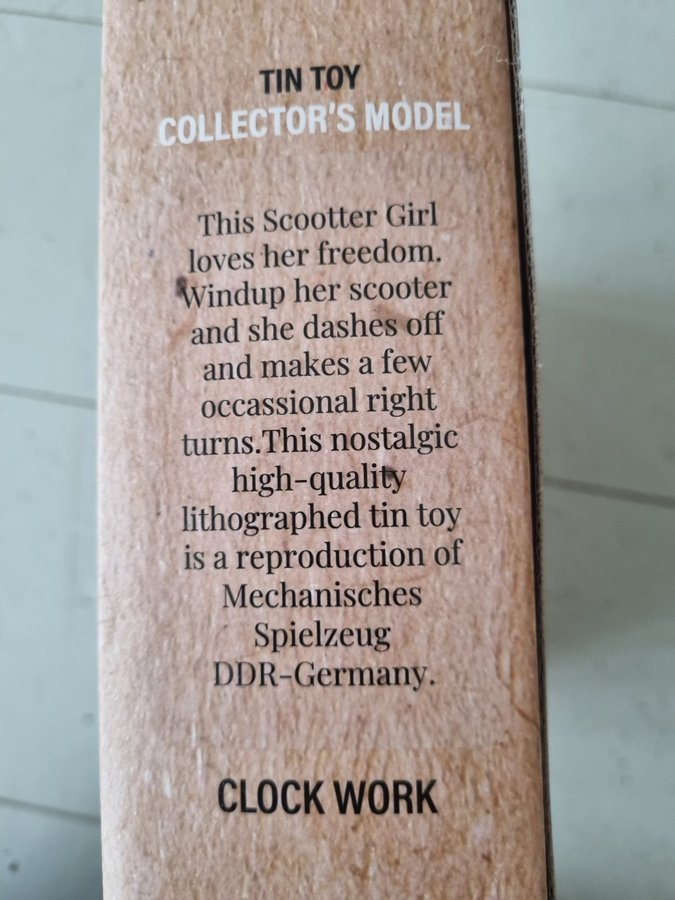 TIN TOY
COLLECTOR'S MODEL
This Scootter Girl
loves her freedom.
Windup her scooter
and she dashes off
and makes a few
occassional right
turns.This nostalgic
high-quality
lithographed tin toy
is a reproduction of
Mechanisches
Spielzeug
DDR-Germany.
CLOCK WORK